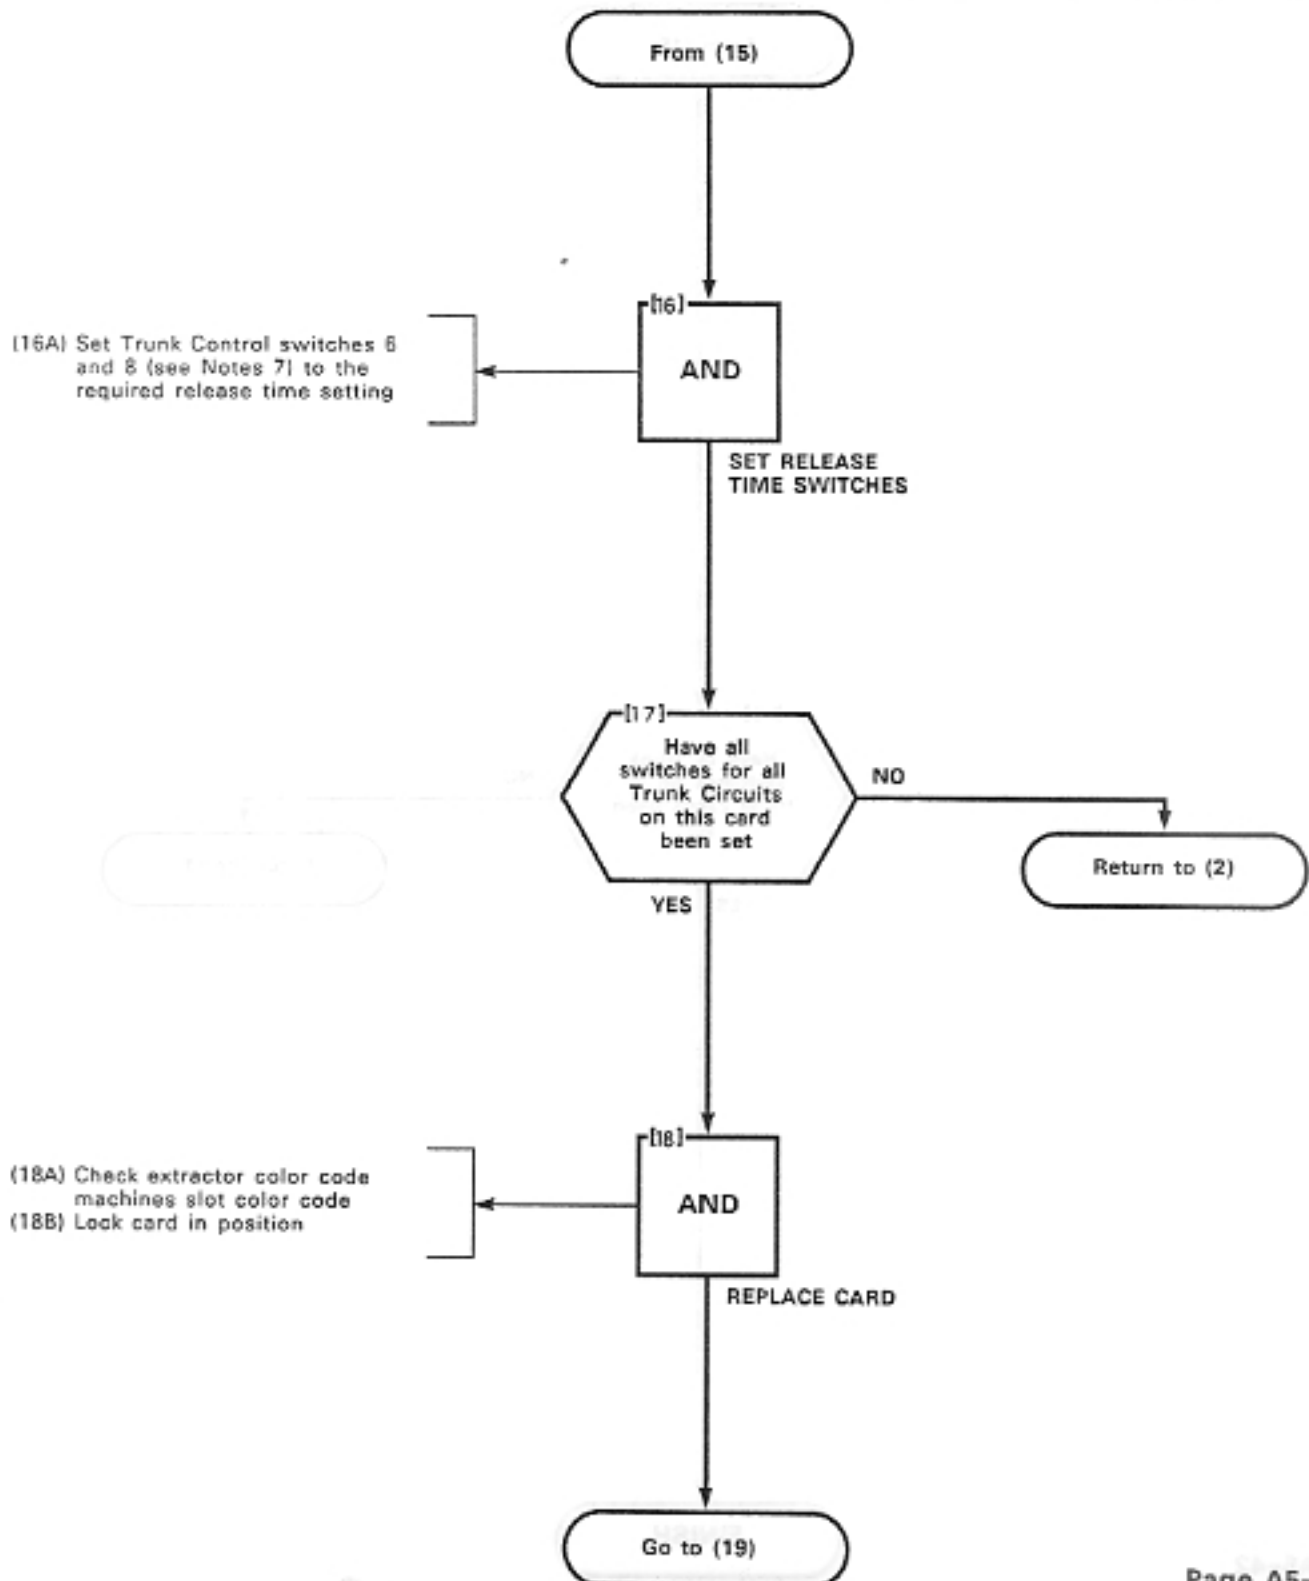 From (15)
[16]
(16A) Set Trunk Control switches 6
and 8 (see Notes 7) to the
required release time setting
AND
SET RELEASE
TIME SWITCHES
[17]
Have all
switches for all
Trunk Circuits
on this card
been set
NO
Return to (2)
YES
[18]
(18A) Check extractor color code
machines slot color code
(18B) Lock card in position
AND
REPLACE CARD
Go to (19)
Page A5-